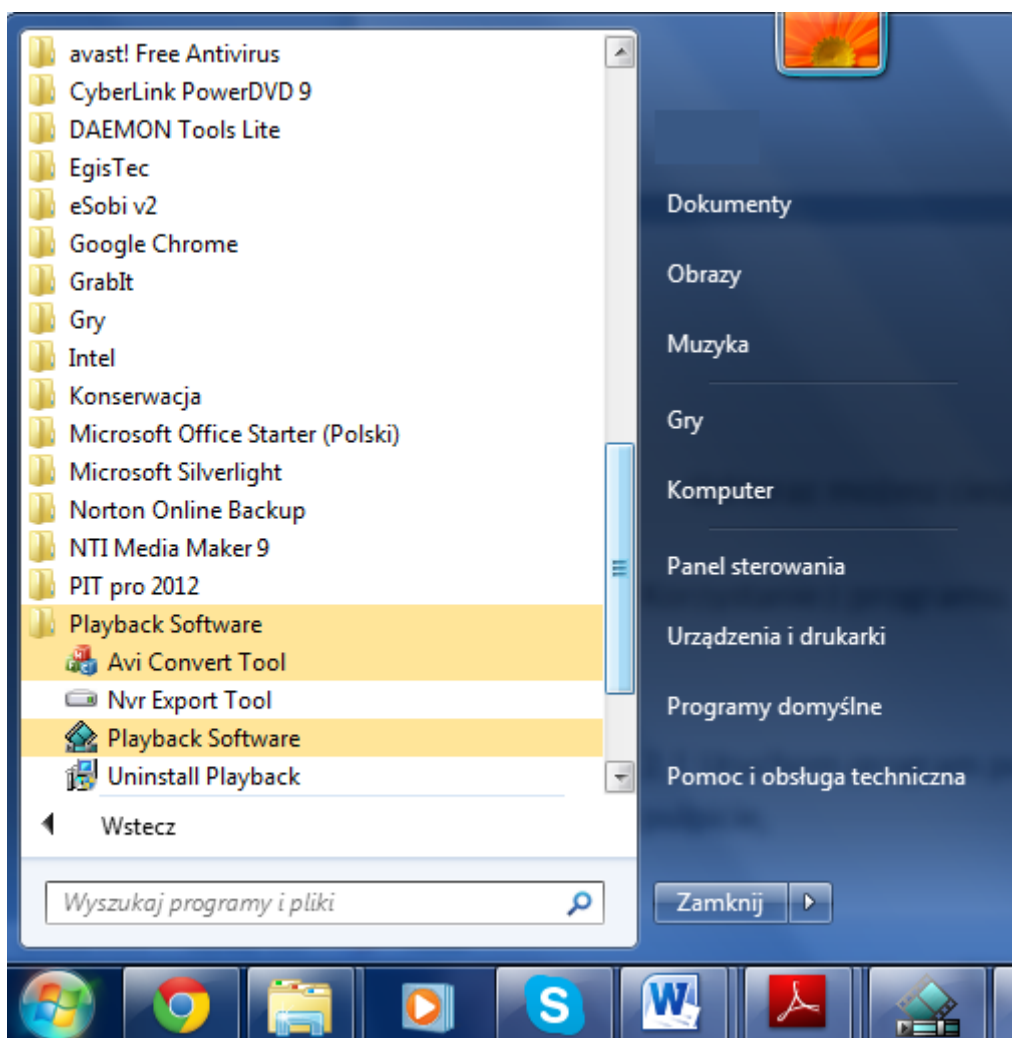 avast! Free Antivirus
CyberLink PowerDVD 9
DAEMON Tools Lite
EgisTec
eSobi v2
Google Chrome
GrabIt
Gry
Intel
Konserwacja
Microsoft Office Starter (Polski)
Microsoft Silverlight
Norton Online Backup
NTI Media Maker 9
PIT pro 2012
Playback Software
Avi Convert Tool
Nvr Export Tool
Playback Software
Uninstall Playback
Wstecz
Wyszukaj programy i pliki
Dokumenty
Obrazy
Muzyka
Gry
Komputer
Panel sterowania
Urządzenia i drukarki
Programy domyślne
Pomoc i obsługa techniczna
Zamknij